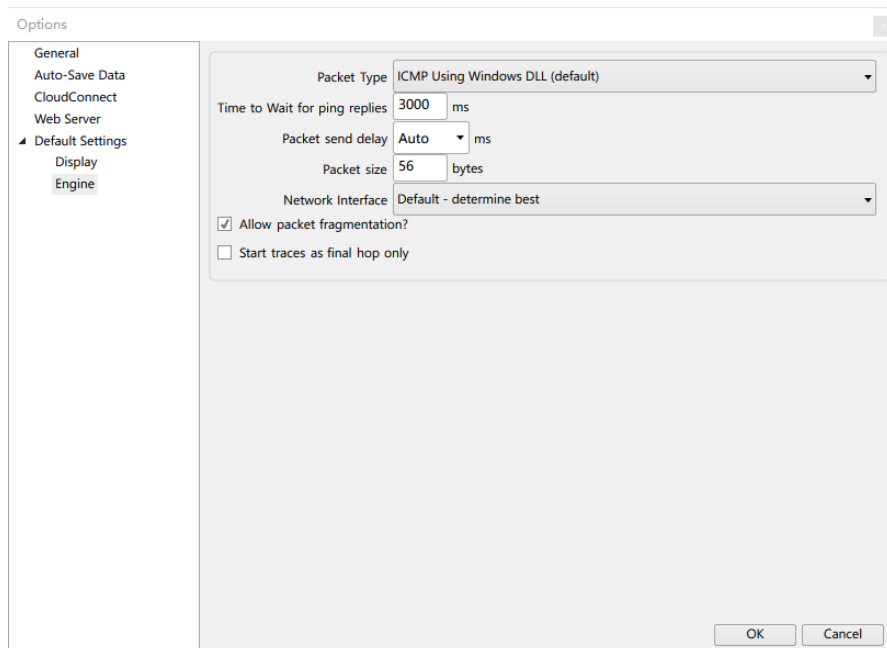 Options
General
Auto-Save Data
CloudConnect
Web Server
Default Settings
Display
Engine
Packet Type ICMP Using Windows DLL (default)
Time to Wait for ping replies 3000 ms
Packet send delay Auto ms
Packet size 56 bytes
Network Interface Default - determine best
Allow packet fragmentation?
Start traces as final hop only
OK Cancel